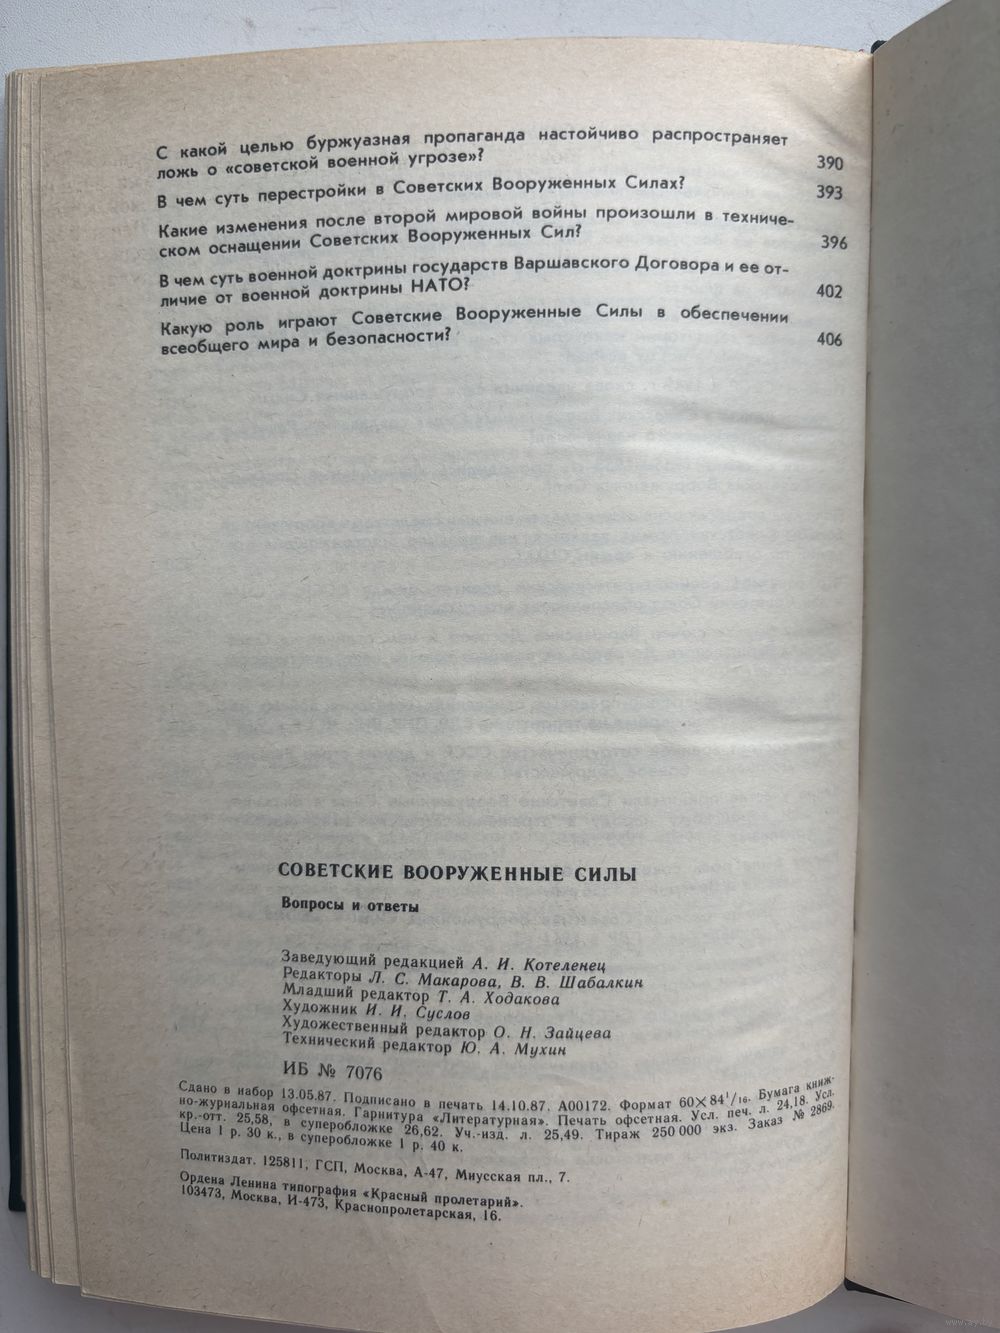 С какой целью буржуазная пропаганда настойчиво распространяет
ложь о «советской военной угрозе»? 390
В чем суть перестройки в Советских Вооруженных Силах? 393
Какие изменения после второй мировой войны произошли в техниче-
ском оснащении Советских Вооруженных Сил? 396
В чем суть военной доктрины государств Варшавского Договора и ее от-
личие от военной доктрины НАТО? 402
Какую роль играют Советские Вооруженные Силы в обеспечении
всеобщего мира и безопасности? 406
СОВЕТСКИЕ ВООРУЖЕННЫЕ СИЛЫ
Вопросы и ответы
Заведующий редакцией А. И. Котеленец
Редакторы Л. С. Макарова, В. В. Шабалкин
Младший редактор Т. А. Ходакова
Художник И. И. Суслов
Художественный редактор О. Н. Зайцева
Технический редактор Ю. А. Мухин
ИБ № 7076
Сдано в набор 13.05.87. Подписано в печать 14.10.87. А00172. Формат 60×84¹/₁₆. Бумага книж-
но-журнальная офсетная. Гарнитура «Литературная». Печать офсетная. Усл. печ. л. 24,18. Усл.
кр.-отт. 25,58, в суперобложке 26,62. Уч.-изд. л. 25,49. Тираж 250 000 экз. Заказ № 2869.
Цена 1 р. 30 к., в суперобложке 1 р. 40 к.
Политиздат. 125811, ГСП, Москва, А-47, Миусская пл., 7.
Ордена Ленина типография «Красный пролетарий».
103473, Москва, И-473, Краснопролетарская, 16.
www.ay.by